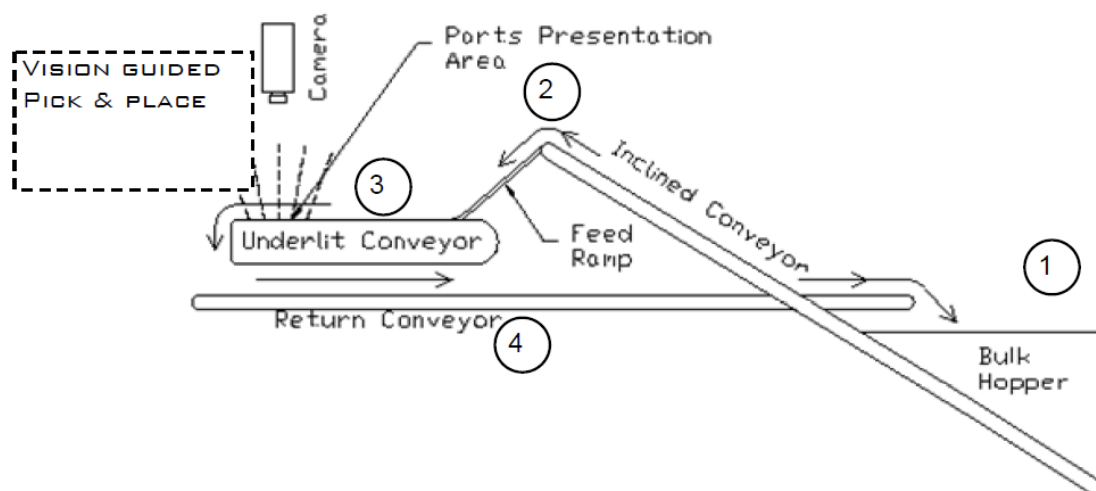 Vision guided
Pick & place
Camera
Parts Presentation
Area
2
Inclined Conveyor
3
Underlit Conveyor
Feed
Ramp
1
Return Conveyor
4
Bulk
Hopper